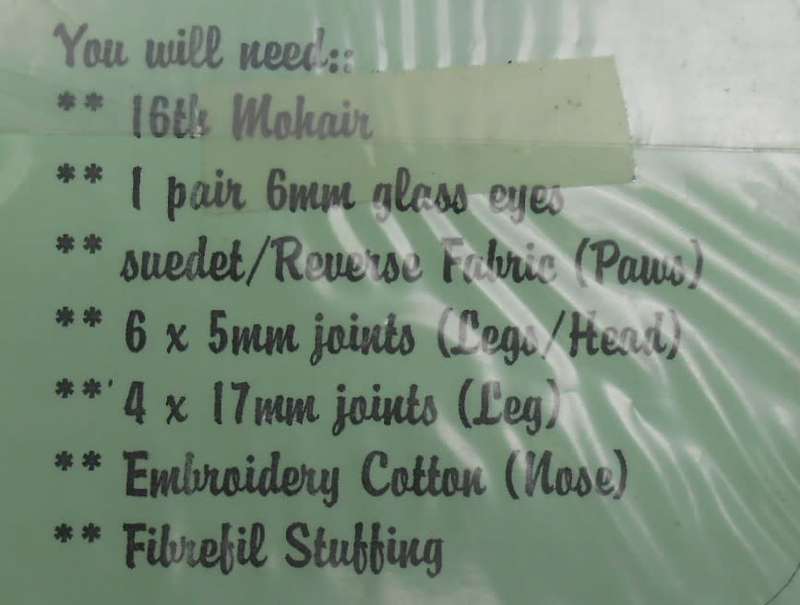 You will need::
** 16th Mohair
** 1 pair 6mm glass eyes
** suedet/Reverse Fabric (Paws)
** 6 x 5mm joints (Legs/Head)
** 4 x 17mm joints (Leg)
** Embroidery Cotton (Nose)
** Fibrefil Stuffing